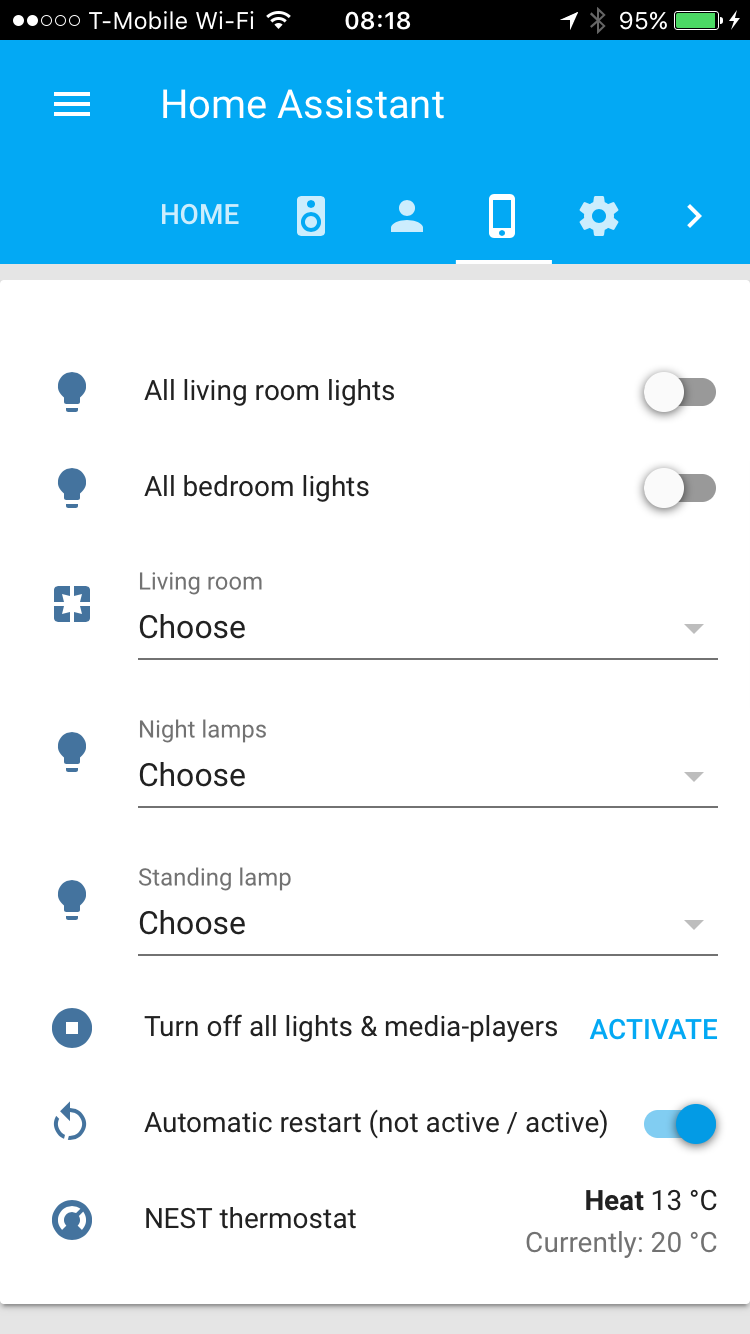 T-Mobile Wi-Fi 08:18 95%
Home Assistant
HOME
All living room lights
All bedroom lights
Living room
Choose
Night lamps
Choose
Standing lamp
Choose
Turn off all lights & media-players ACTIVATE
Automatic restart (not active / active)
NEST thermostat Heat 13 °C
Currently: 20 °C